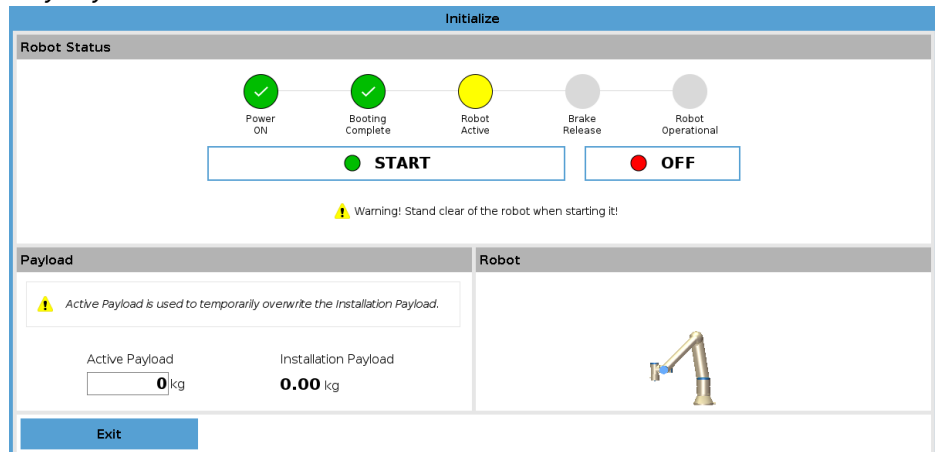 Initialize
Robot Status
Power
ON
Booting
Complete
Robot
Active
Brake
Release
Robot
Operational
START
OFF
Warning! Stand clear of the robot when starting it!
Payload
Robot
Active Payload is used to temporarily overwrite the Installation Payload.
Active Payload
Installation Payload
0 kg
0.00 kg
Exit